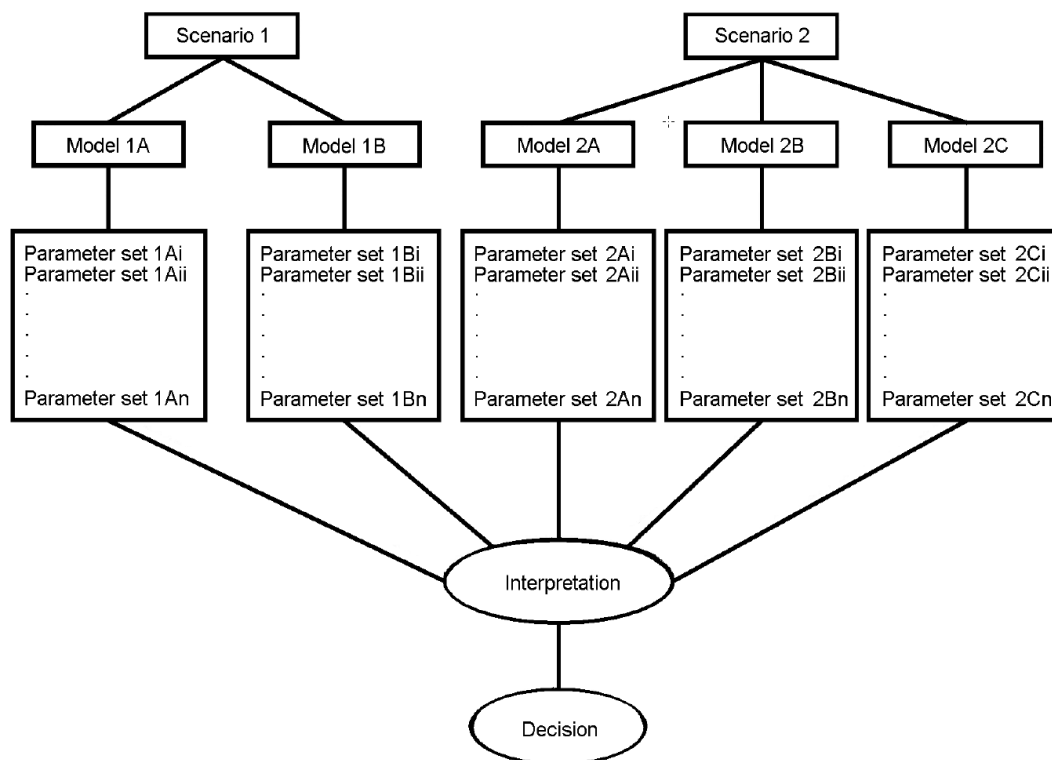 Scenario 1
Scenario 2
Model 1A
Model 1B
Model 2A
Model 2B
Model 2C
Parameter set 1Ai
Parameter set 1Aii
.
.
.
.
.
Parameter set 1An
Parameter set 1Bi
Parameter set 1Bii
.
.
.
.
.
Parameter set 1Bn
Parameter set 2Ai
Parameter set 2Aii
.
.
.
.
.
Parameter set 2An
Parameter set 2Bi
Parameter set 2Bii
.
.
.
.
.
Parameter set 2Bn
Parameter set 2Ci
Parameter set 2Cii
.
.
.
.
.
Parameter set 2Cn
Interpretation
Decision